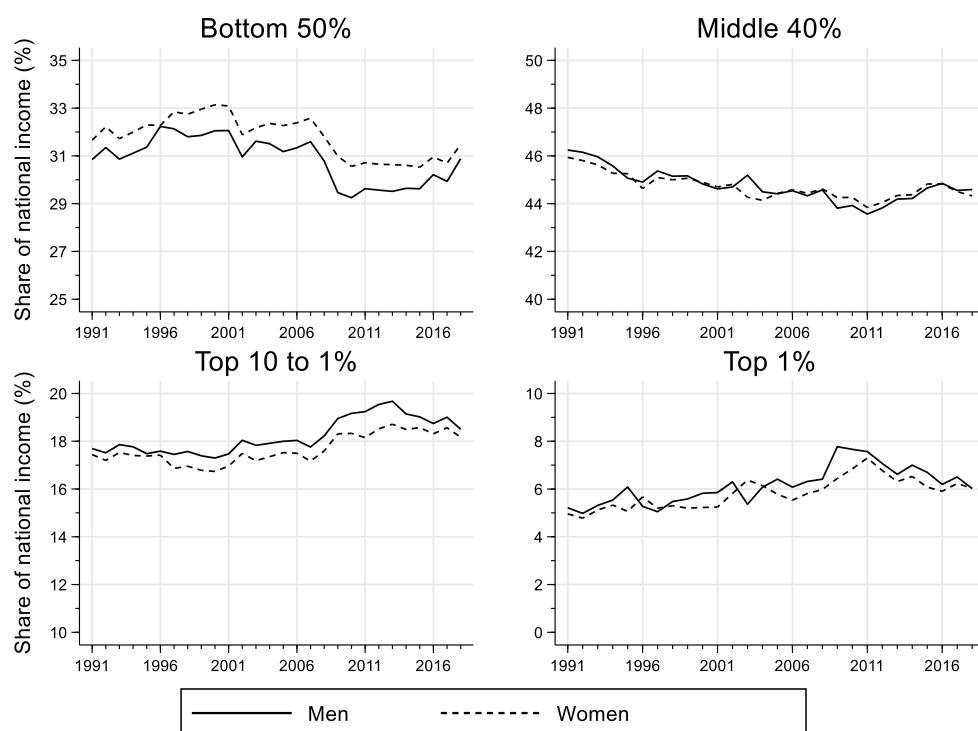 Bottom 50%
Middle 40%
Share of national income (%)
35
33
31
29
27
25
1991 1996 2001 2006 2011 2016
50
48
46
44
42
40
1991 1996 2001 2006 2011 2016
Top 10 to 1%
Top 1%
Share of national income (%)
20
18
16
14
12
10
1991 1996 2001 2006 2011 2016
10
8
6
4
2
0
1991 1996 2001 2006 2011 2016
Men Women